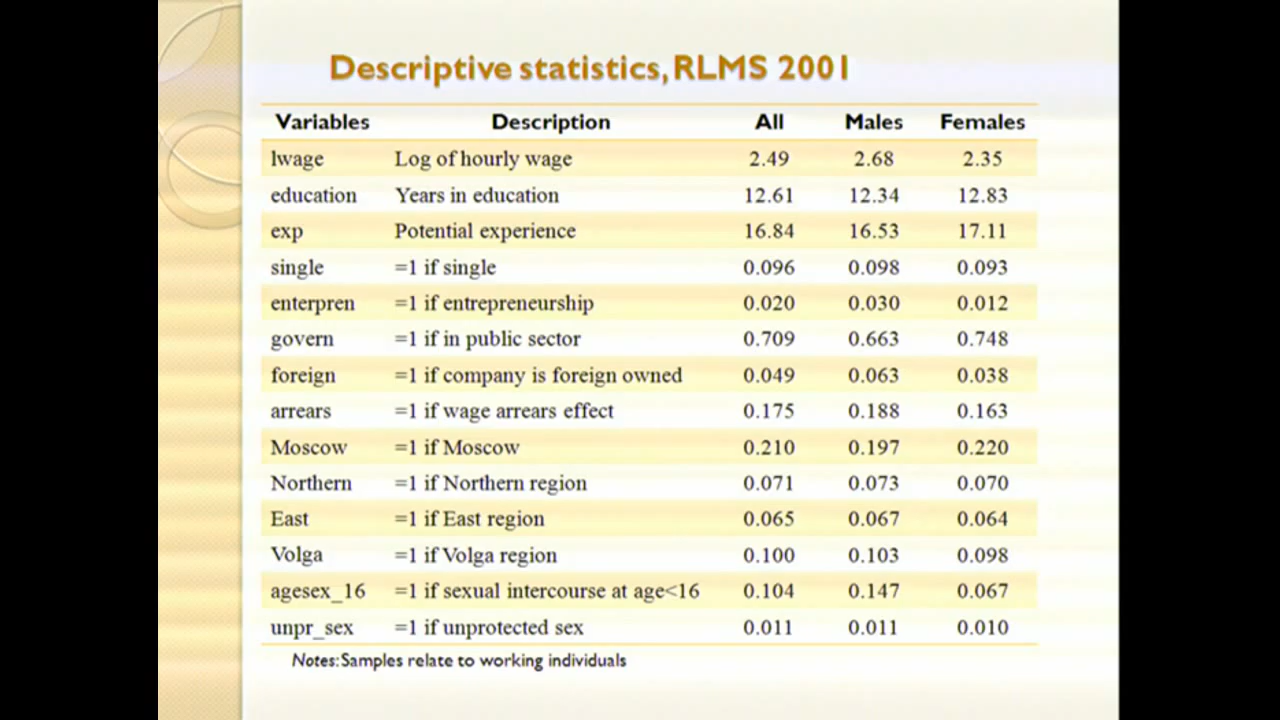 Descriptive statistics, RLMS 2001
Variables Description All Males Females
lwage Log of hourly wage 2.49 2.68 2.35
education Years in education 12.61 12.34 12.83
exp Potential experience 16.84 16.53 17.11
single =1 if single 0.096 0.098 0.093
enterpren =1 if entrepreneurship 0.020 0.030 0.012
govern =1 if in public sector 0.709 0.663 0.748
foreign =1 if company is foreign owned 0.049 0.063 0.038
arrears =1 if wage arrears effect 0.175 0.188 0.163
Moscow =1 if Moscow 0.210 0.197 0.220
Northern =1 if Northern region 0.071 0.073 0.070
East =1 if East region 0.065 0.067 0.064
Volga =1 if Volga region 0.100 0.103 0.098
agesex_16 =1 if sexual intercourse at age<16 0.104 0.147 0.067
unpr_sex =1 if unprotected sex 0.011 0.011 0.010
Notes: Samples relate to working individuals